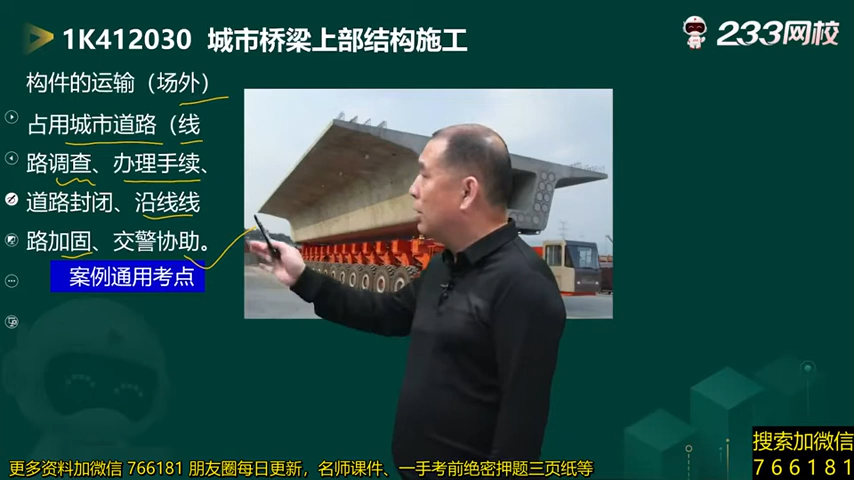 1K412030 城市桥梁上部结构施工
233网校
构件的运输（场外）
占用城市道路（线
路调查、办理手续、
道路封闭、沿线线
路加固、交警协助。
案例通用考点
搜索加微信
766181
更多资料加微信 766181 朋友圈每日更新，名师课件、一手考前绝密押题三页纸等